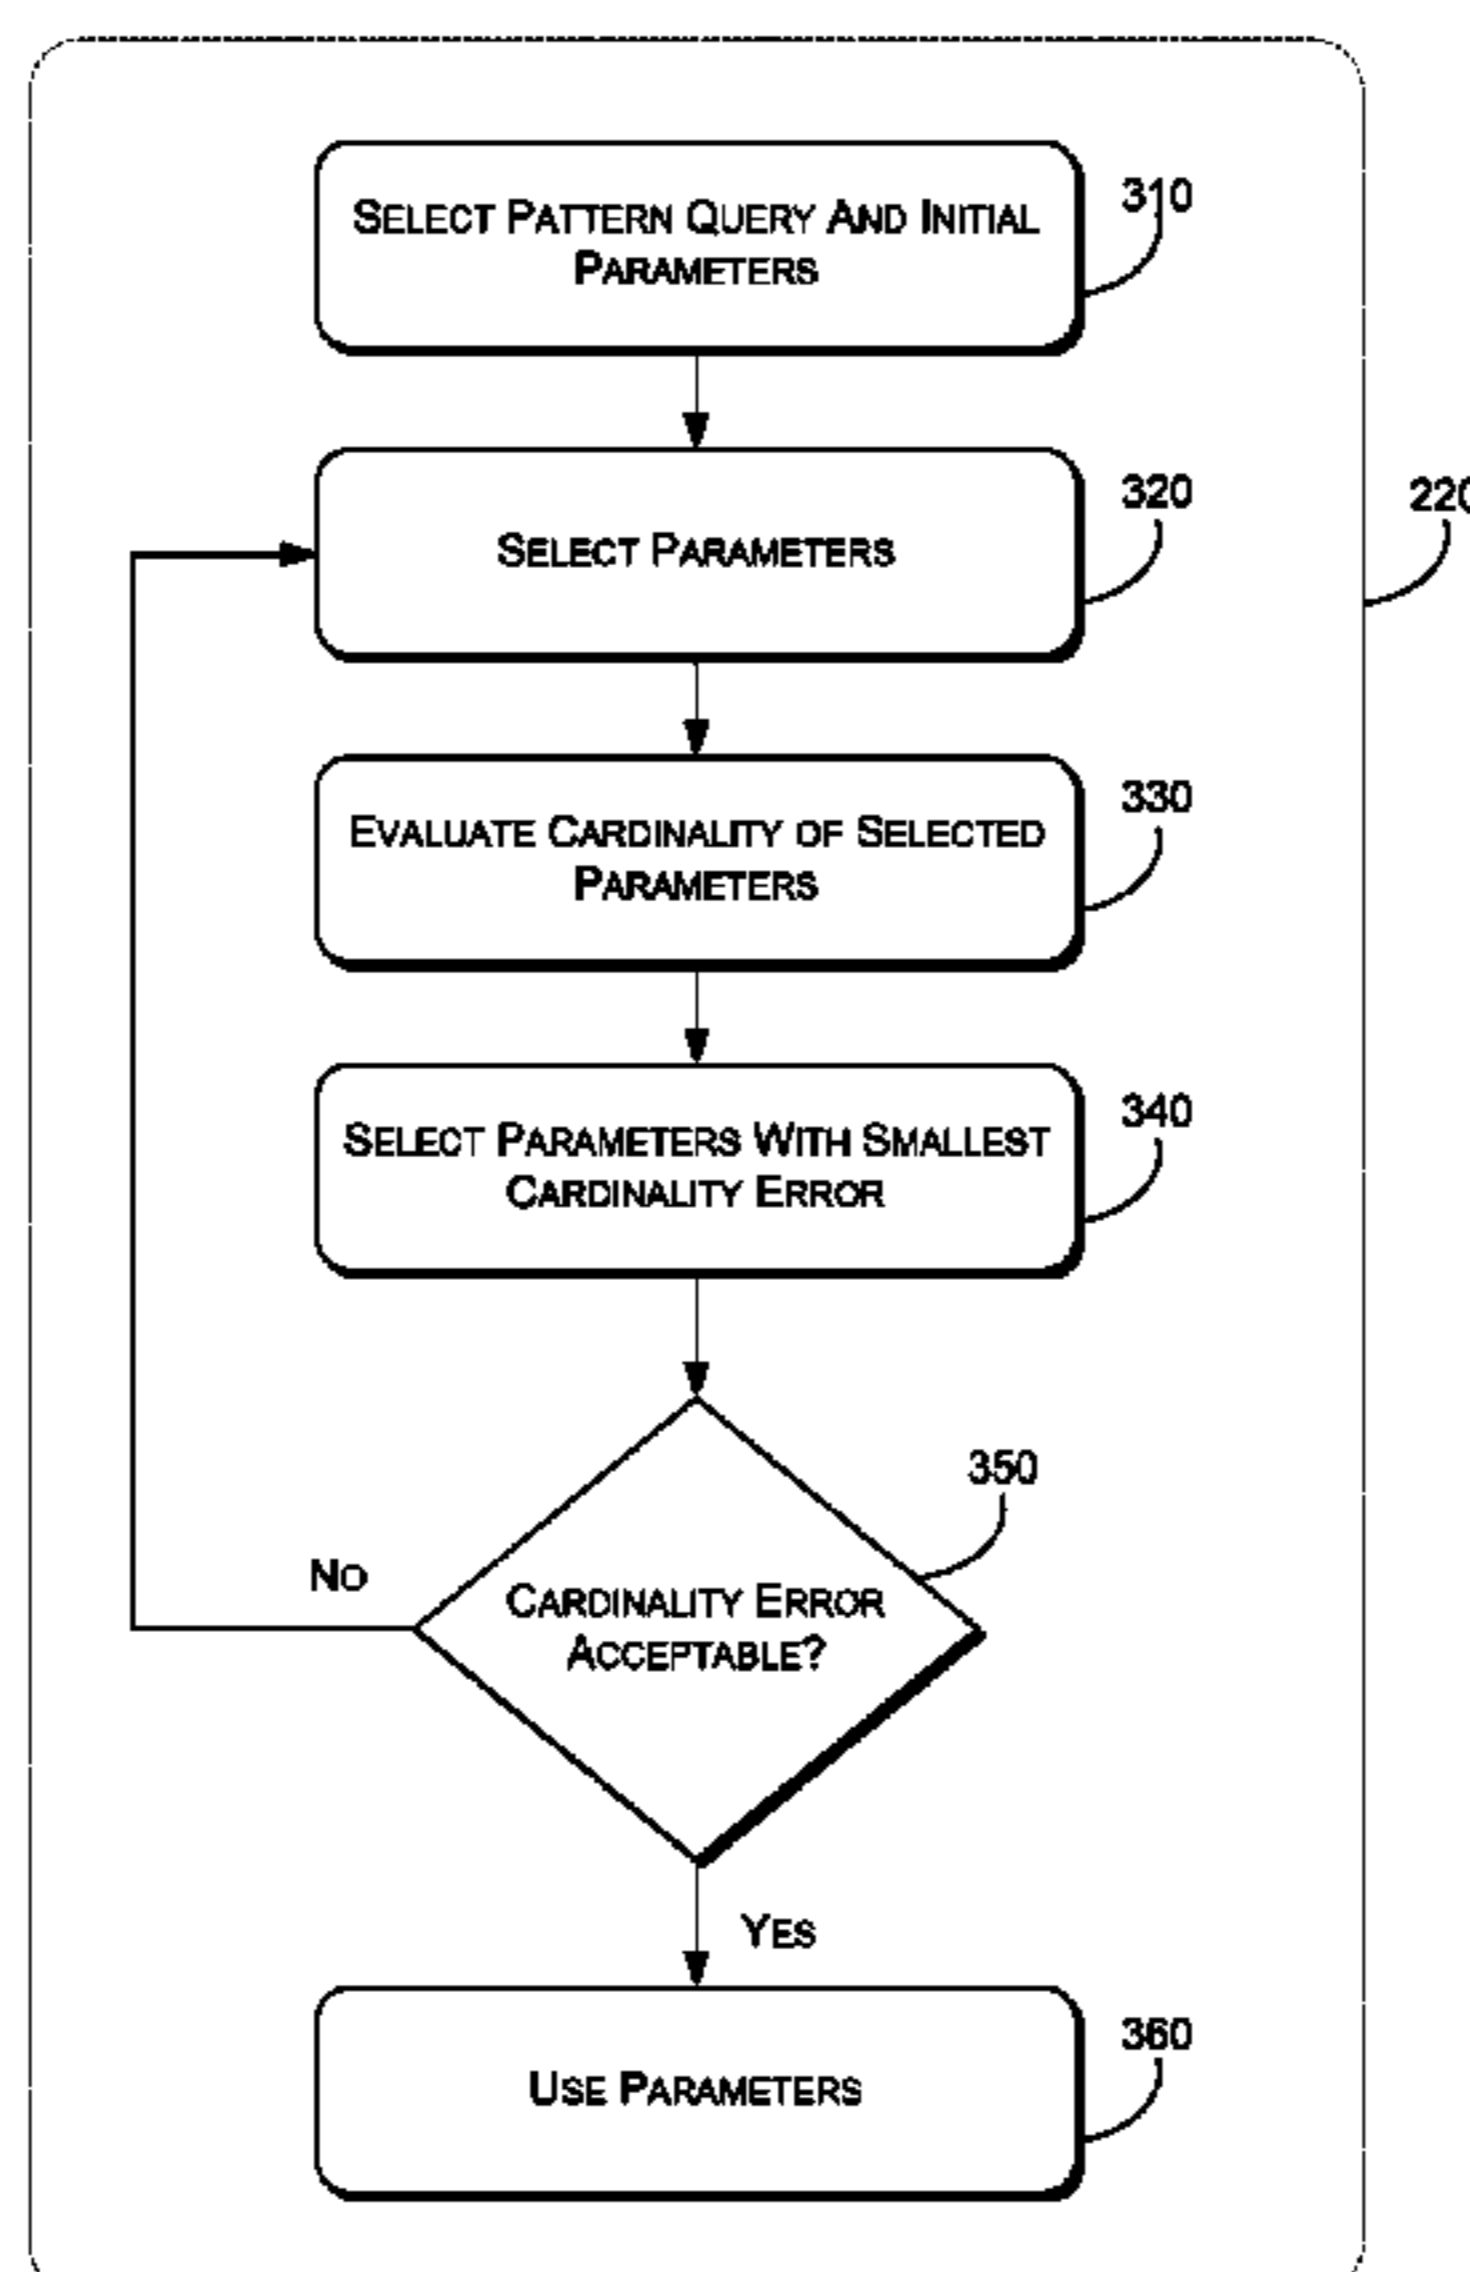 SELECT PATTERN QUERY AND INITIAL
PARAMETERS
310
SELECT PARAMETERS
320
220
EVALUATE CARDINALITY OF SELECTED
PARAMETERS
330
SELECT PARAMETERS WITH SMALLEST
CARDINALITY ERROR
340
350
NO
CARDINALITY ERROR
ACCEPTABLE?
YES
USE PARAMETERS
360